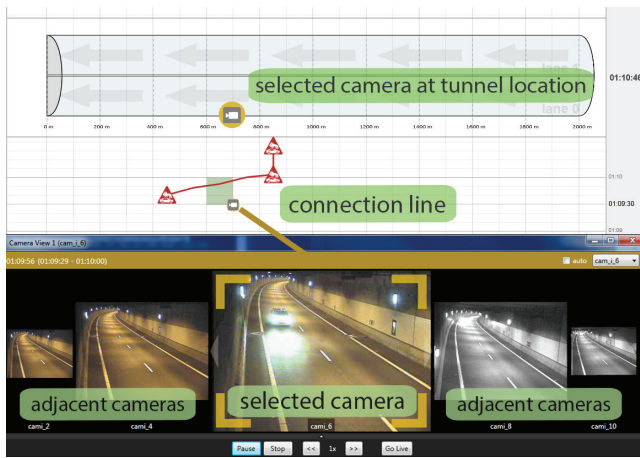 lane 1
01:10:46
selected camera at tunnel location
lane 0
0 m 200 m 400 m 600 m 800 m 1000 m 1200 m 1400 m 1600 m 1800 m 2000 m
01:10
connection line
01:09:30
01:09
Camera View 1 (cam_i_6)
01:09:56 (01:09:29 - 01:10:00)
auto
cam_i_6
adjacent cameras
selected camera
adjacent cameras
cami_2 cami_4 cami_6 cami_8 cami_10
Pause Stop << 1x >> Go Live